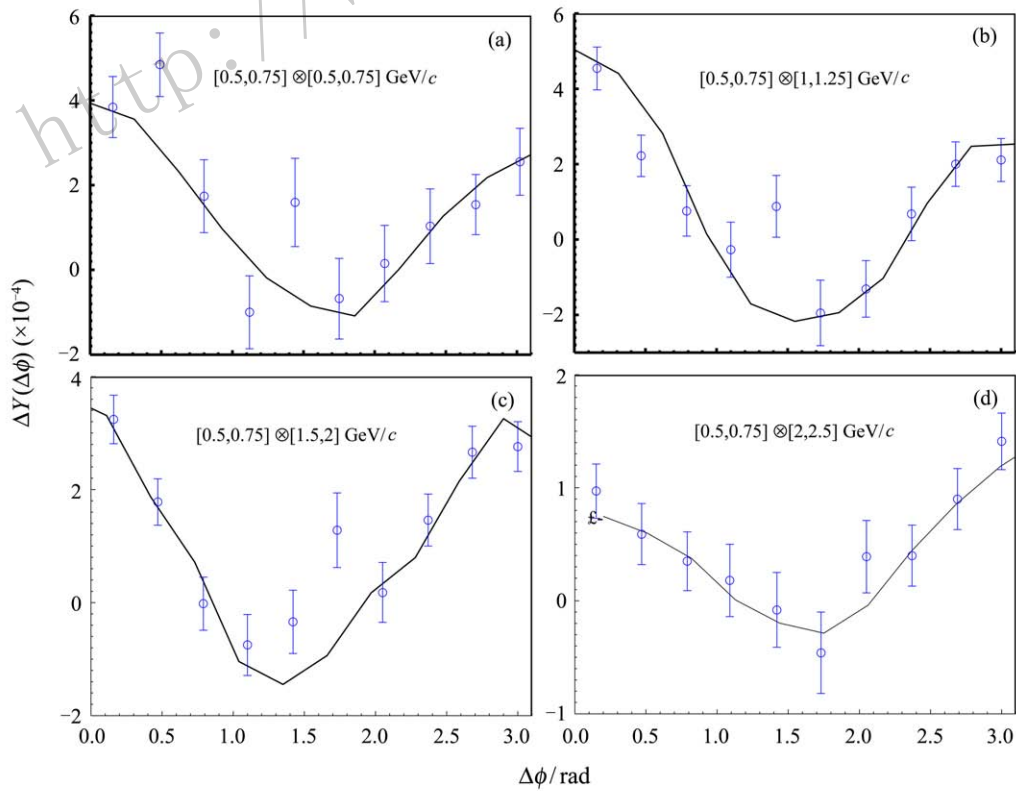 http://
(a)
[0.5,0.75] ⊗[0.5,0.75] GeV/c
6
4
2
0
−2
(b)
[0.5,0.75] ⊗[1,1.25] GeV/c
6
4
2
0
−2
ΔY(Δϕ) (×10⁻⁴)
(c)
[0.5,0.75] ⊗[1.5,2] GeV/c
4
2
0
−2
0.0 0.5 1.0 1.5 2.0 2.5 3.0
(d)
[0.5,0.75] ⊗[2,2.5] GeV/c
2
1
0
−1
£-
0.0 0.5 1.0 1.5 2.0 2.5 3.0
Δϕ/rad